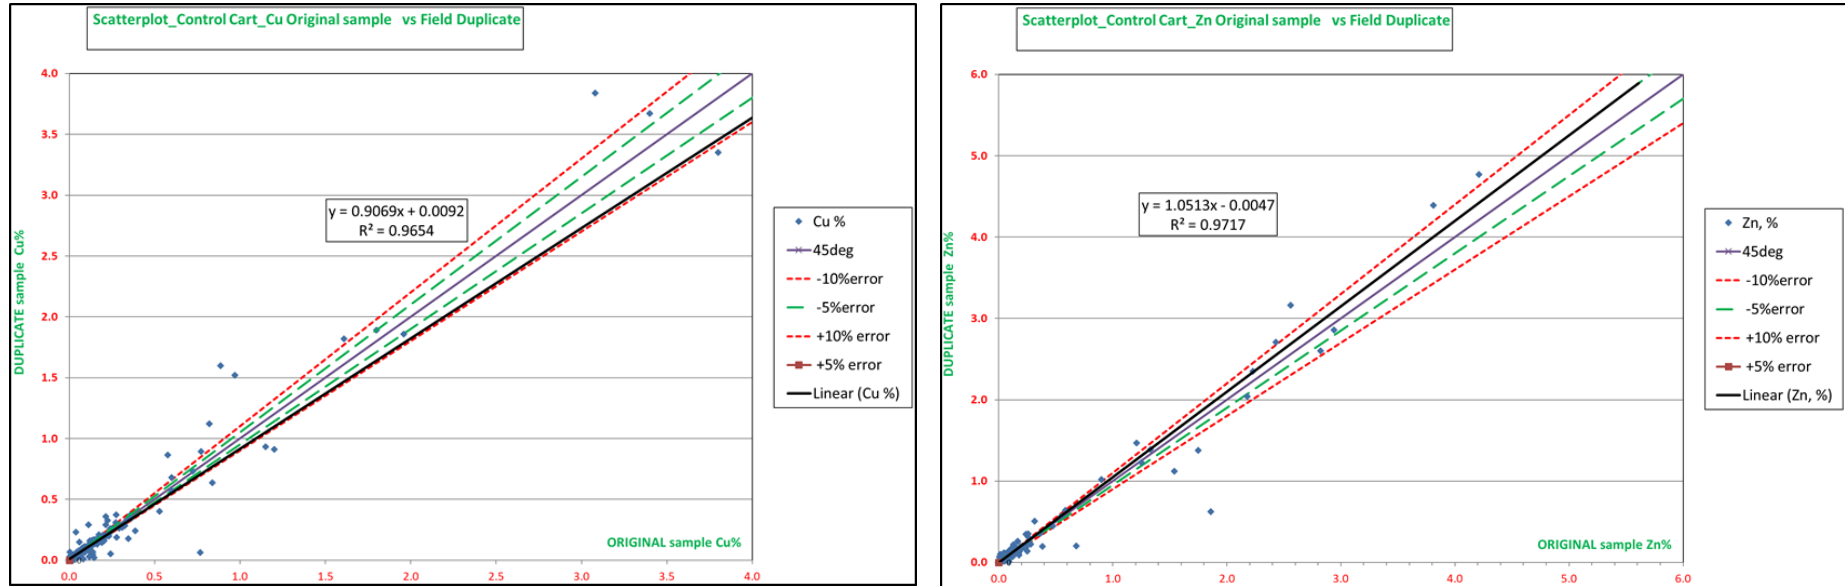 Scatterplot_Control Cart_Cu Original sample vs Field Duplicate
4.0
3.5
3.0
2.5
2.0
1.5
1.0
0.5
0.0
DUPLICATE sample Cu%
y = 0.9069x + 0.0092
R² = 0.9654
ORIGINAL sample Cu%
0.0 0.5 1.0 1.5 2.0 2.5 3.0 3.5 4.0
Cu %
45deg
-10%error
-5%error
+10% error
+5% error
Linear (Cu %)
Scatterplot_Control Cart_Zn Original sample vs Field Duplicate
6.0
5.0
4.0
3.0
2.0
1.0
0.0
DUPLICATE sample Zn%
y = 1.0513x - 0.0047
R² = 0.9717
ORIGINAL sample Zn%
0.0 1.0 2.0 3.0 4.0 5.0 6.0
Zn, %
45deg
-10%error
-5%error
+10% error
+5% error
Linear (Zn, %)